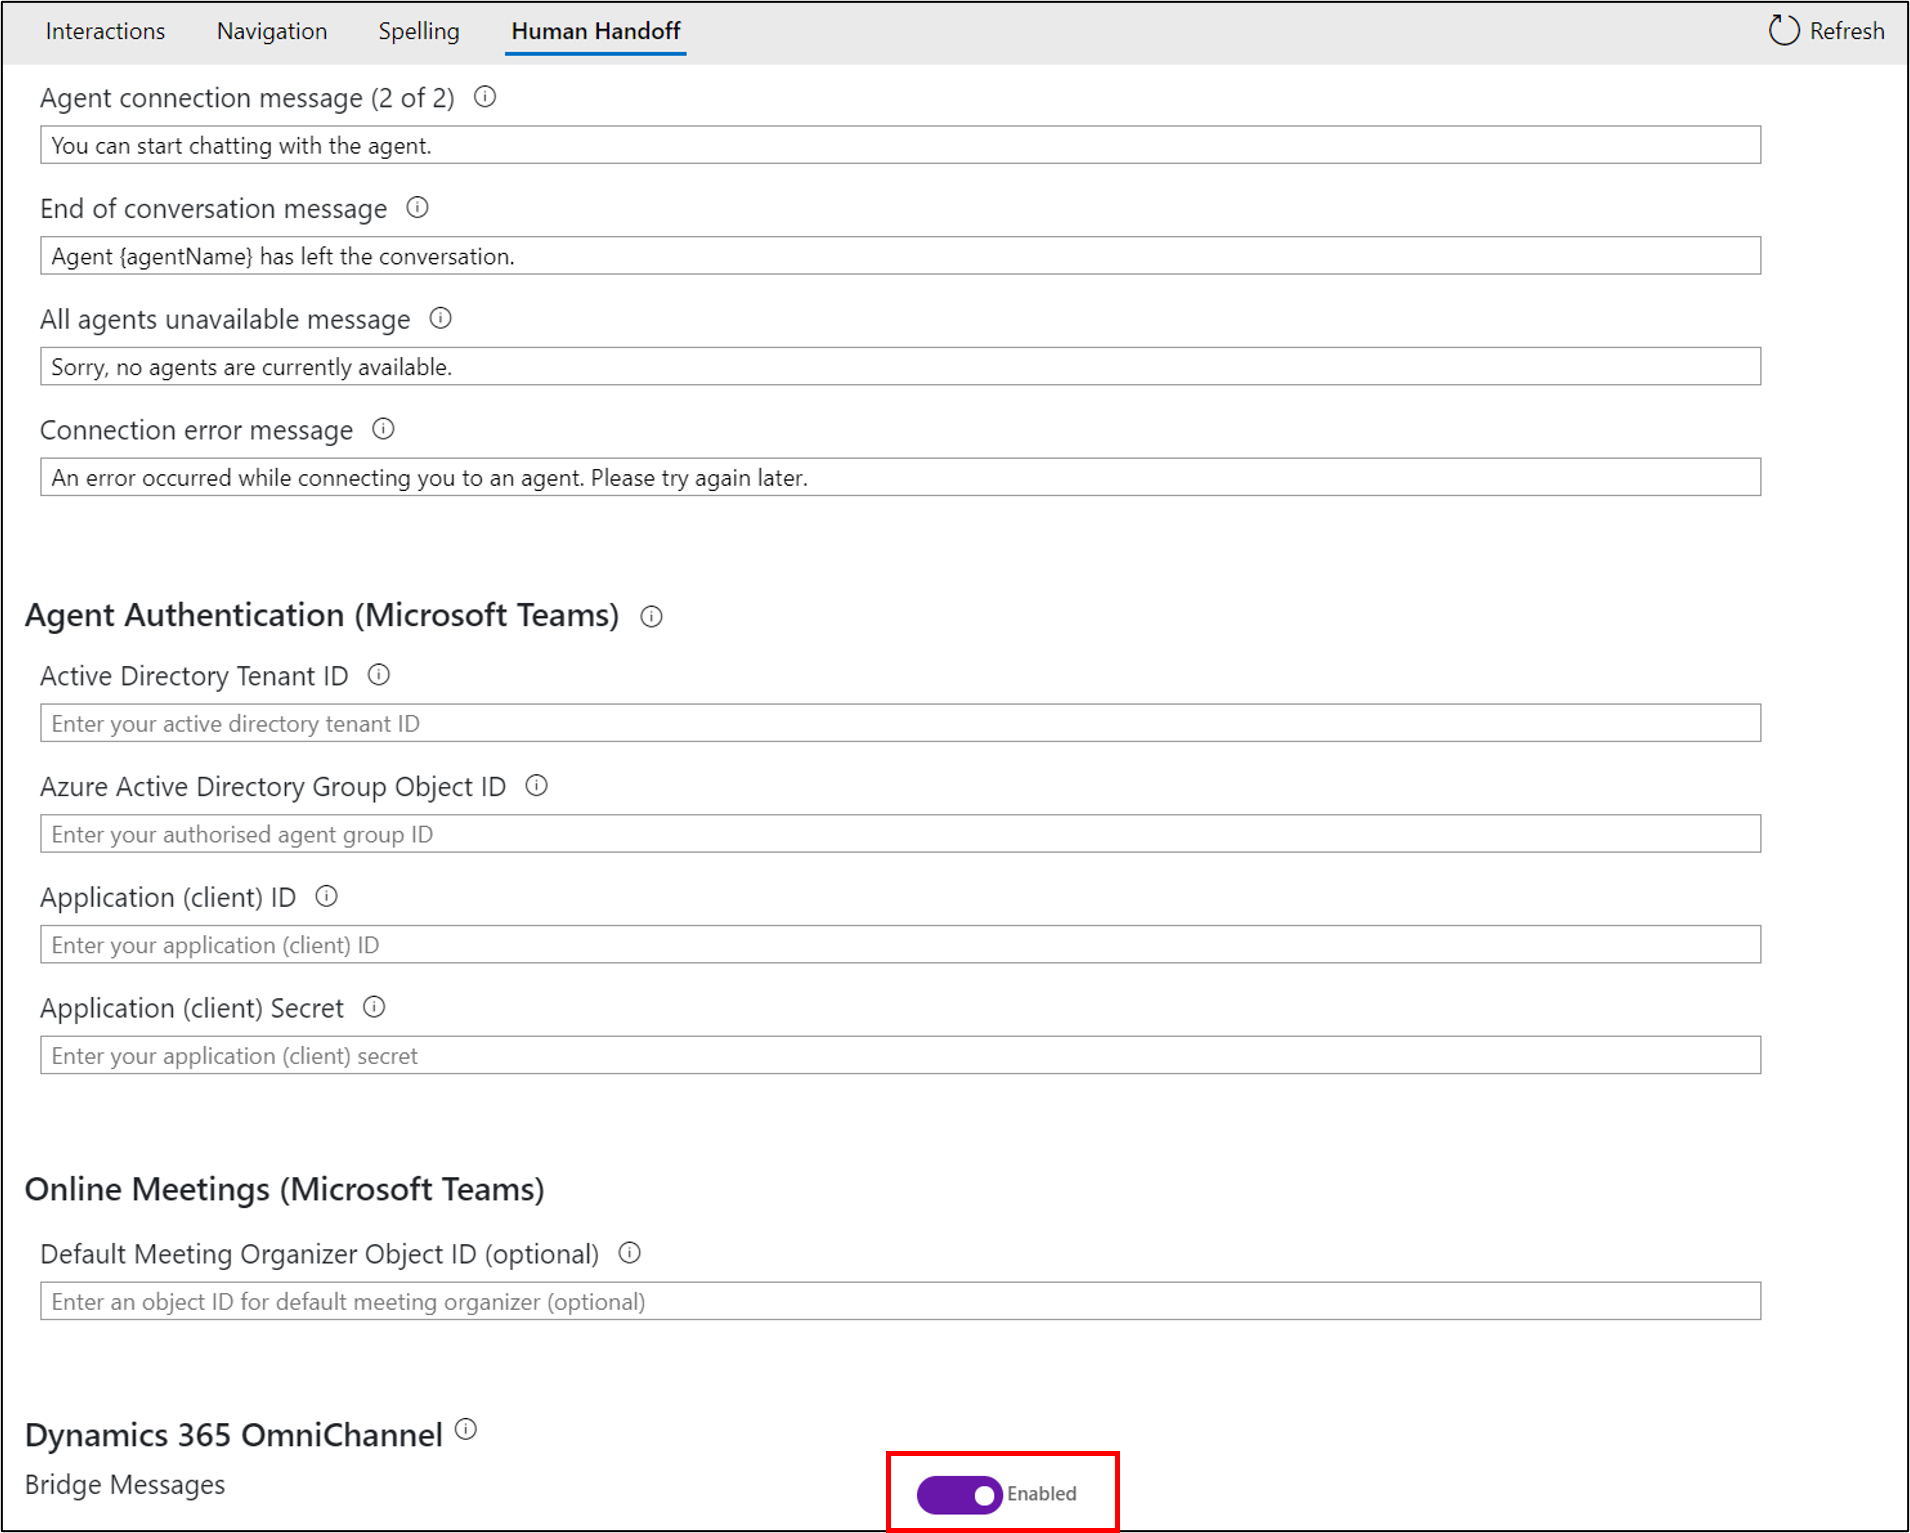 Interactions Navigation Spelling Human Handoff Refresh
Agent connection message (2 of 2)
You can start chatting with the agent.
End of conversation message
Agent {agentName} has left the conversation.
All agents unavailable message
Sorry, no agents are currently available.
Connection error message
An error occurred while connecting you to an agent. Please try again later.
Agent Authentication (Microsoft Teams)
Active Directory Tenant ID
Enter your active directory tenant ID
Azure Active Directory Group Object ID
Enter your authorised agent group ID
Application (client) ID
Enter your application (client) ID
Application (client) Secret
Enter your application (client) secret
Online Meetings (Microsoft Teams)
Default Meeting Organizer Object ID (optional)
Enter an object ID for default meeting organizer (optional)
Dynamics 365 OmniChannel
Bridge Messages Enabled